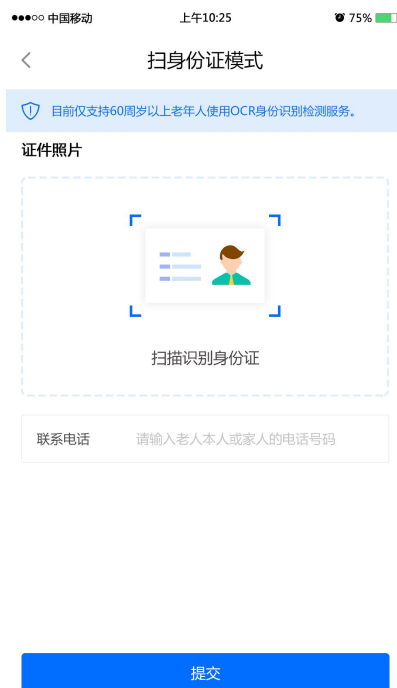 中国移动 上午10:25 75%
扫身份证模式
目前仅支持60周岁以上老年人使用OCR身份识别检测服务。
证件照片
扫描识别身份证
联系电话 请输入老人本人或家人的电话号码
提交